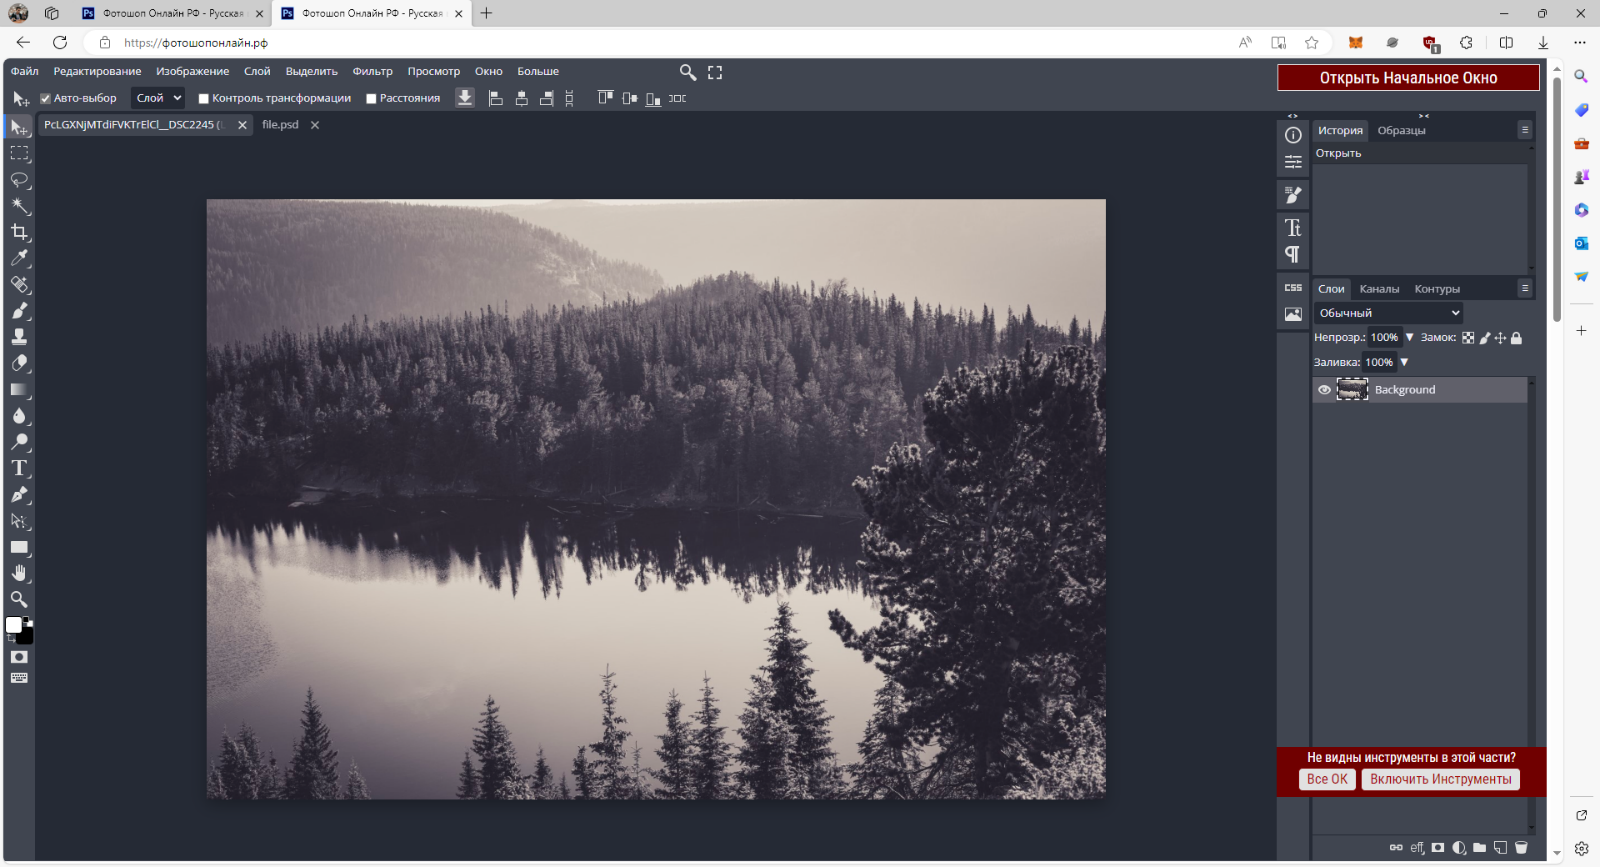 Фотошоп Онлайн РФ - Русская
Фотошоп Онлайн РФ - Русская
https://фотошопонлайн.рф
Файл Редактирование Изображение Слой Выделить Фильтр Просмотр Окно Больше
Открыть Начальное Окно
Авто-выбор Слой Контроль трансформации Расстояния
PcLGXNjMTdiFVKTrElCl__DSC2245 file.psd
История Образцы
Открыть
CSS
Слои Каналы Контуры
Обычный
Непрозр.: 100% Замок:
Заливка: 100%
Background
Не видны инструменты в этой части?
Все ОК Включить Инструменты
eff